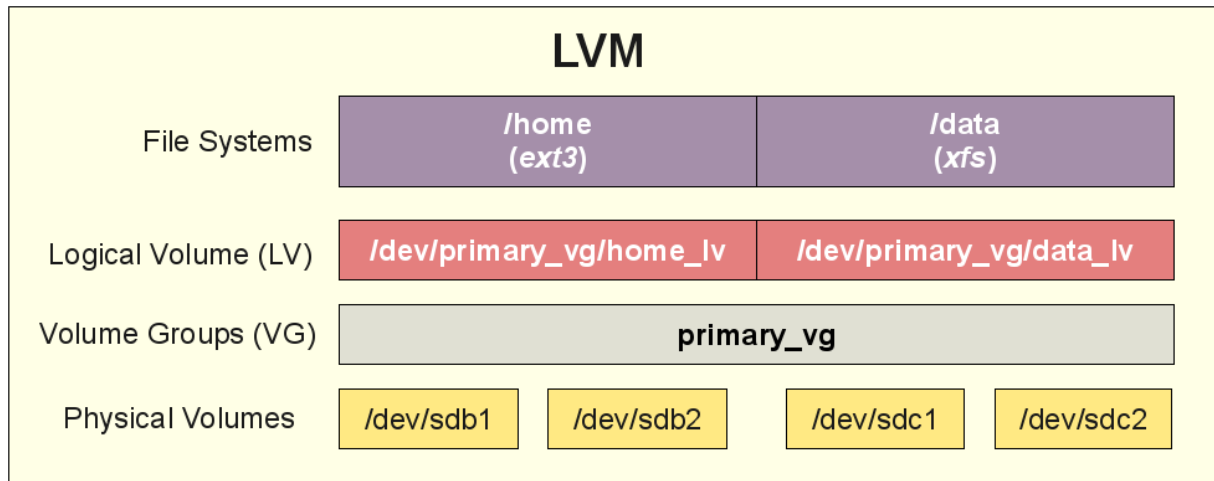 LVM
File Systems
/home
(ext3)
/data
(xfs)
Logical Volume (LV)
/dev/primary_vg/home_lv
/dev/primary_vg/data_lv
Volume Groups (VG)
primary_vg
Physical Volumes
/dev/sdb1
/dev/sdb2
/dev/sdc1
/dev/sdc2